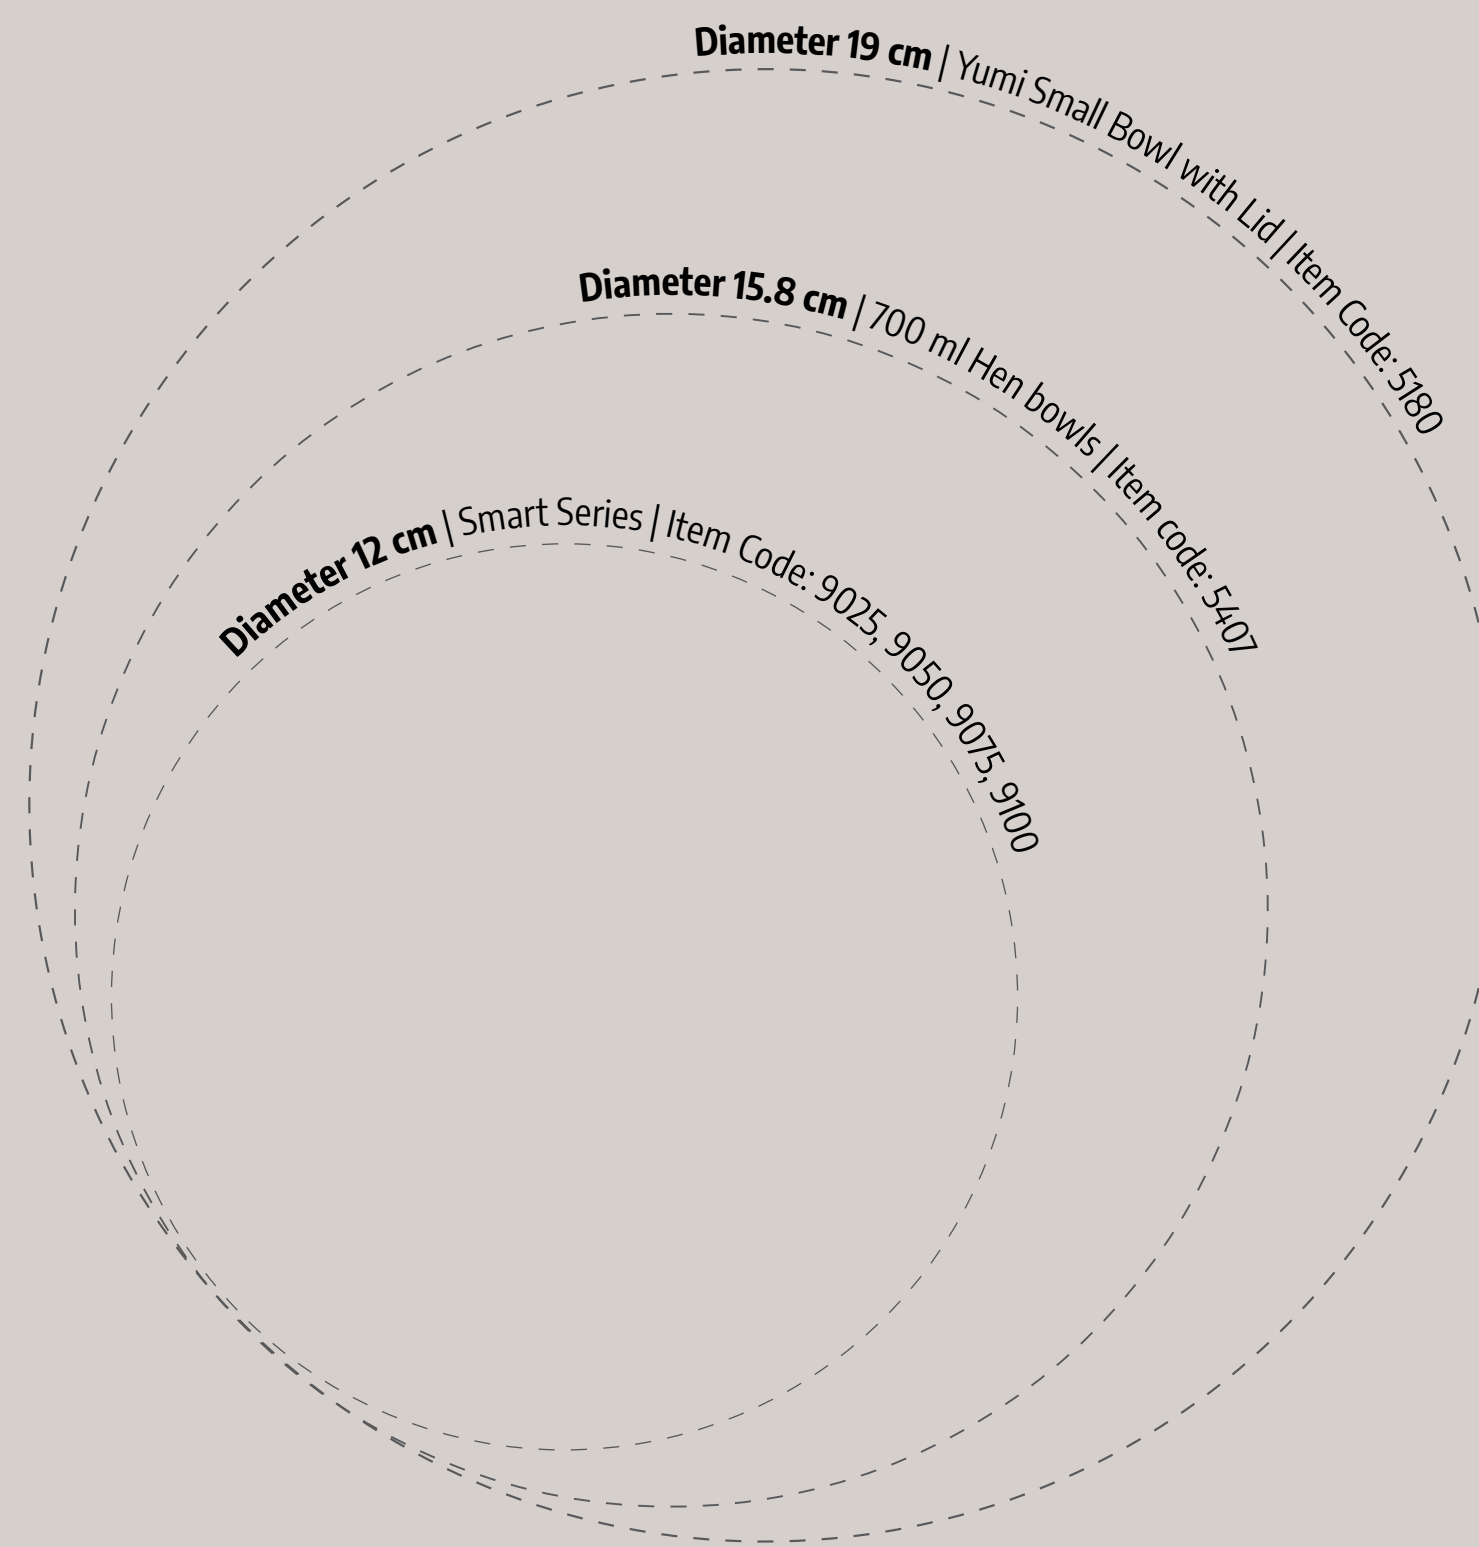 Diameter 19 cm | Yumi Small Bowl with Lid | Item Code: 5180
Diameter 15.8 cm | 700 ml Hen bowls | Item code: 5407
Diameter 12 cm | Smart Series | Item Code: 9025, 9050, 9075, 9100